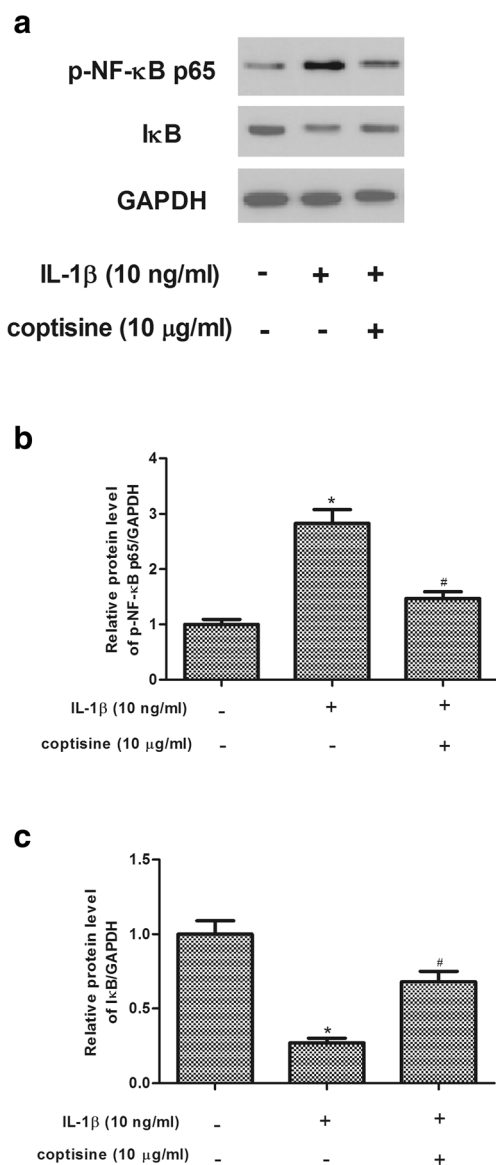 a
p-NF-κB p65
IκB
GAPDH
IL-1β (10 ng/ml) - + +
coptisine (10 μg/ml) - - +
b
Relative protein level
of p-NF-κB p65/GAPDH
4
3
2
1
0
*
#
IL-1β (10 ng/ml) - + +
coptisine (10 μg/ml) - - +
c
Relative protein level
of IκB/GAPDH
1.5
1.0
0.5
0.0
*
#
IL-1β (10 ng/ml) - + +
coptisine (10 μg/ml) - - +